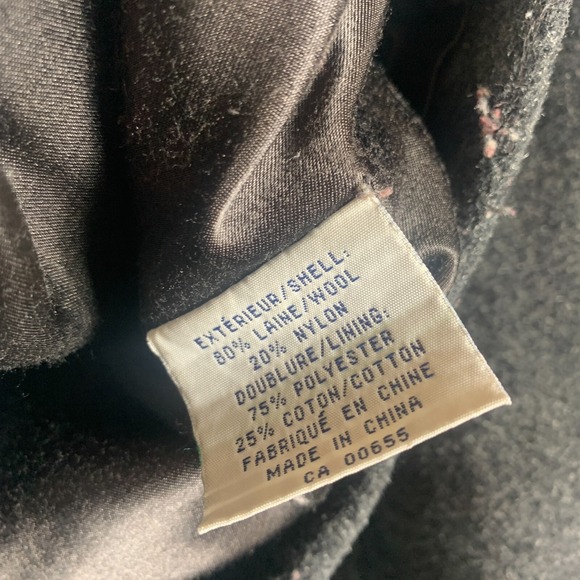 EXTÉRIEUR/SHELL:
80% LAINE/WOOL
20% NYLON
DOUBLURE/LINING:
75% POLYESTER
25% COTON/COTTON
FABRIQUÉ EN CHINE
MADE IN CHINA
CA 00655